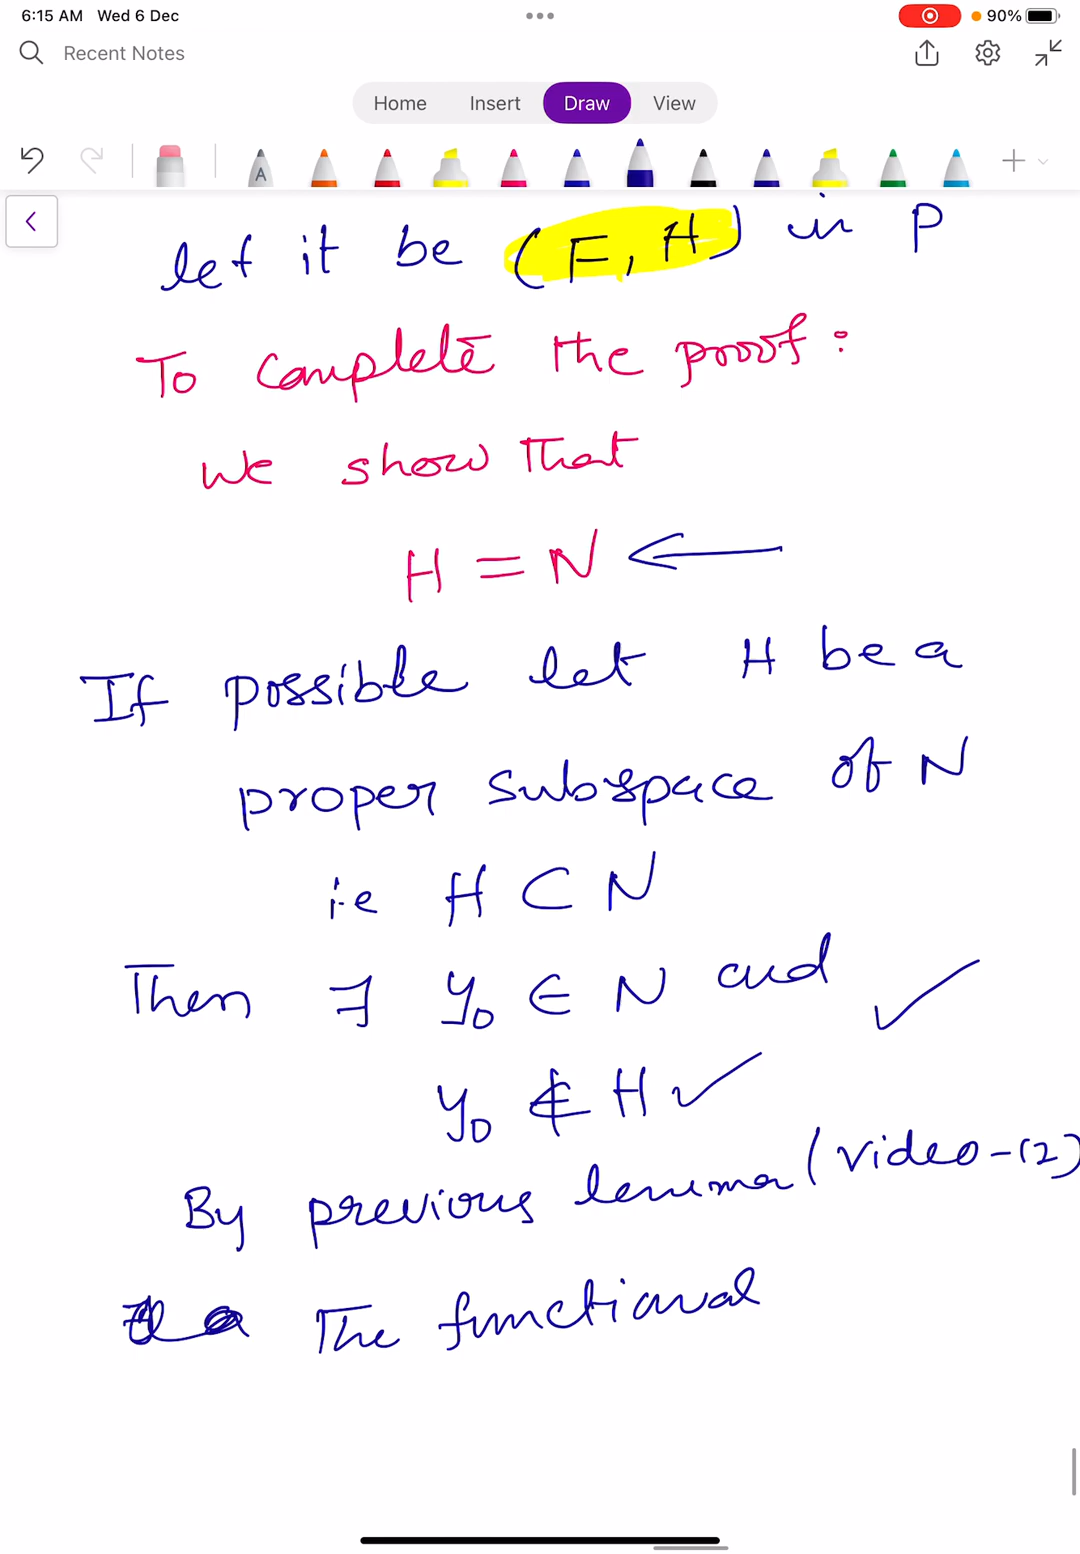 6:15 AM Wed 6 Dec
90%
Recent Notes
Home Insert Draw View
A
let it be (F, H) in P
To complete the proof:
We show that
H = N ←
If possible let H be a
proper subspace of N
i.e H ⊂ N
Then ∃ y₀ ∈ N and
y₀ ∉ H ✓
By previous lemma (video-12)
The functional